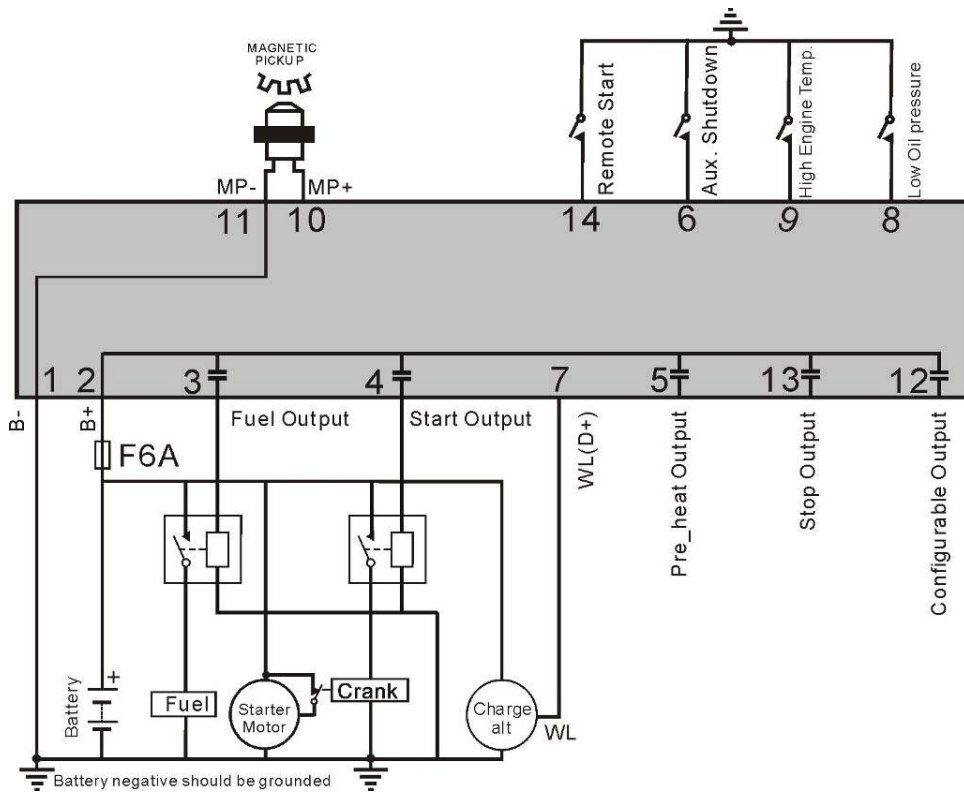 MAGNETIC
PICKUP
MP-
MP+
Remote Start
Aux. Shutdown
High Engine Temp.
Low Oil pressure
11
10
14
6
9
8
1
2
3
4
7
5
13
12
B-
B+
F6A
Fuel Output
Start Output
WL(D+)
Pre_heat Output
Stop Output
Configurable Output
Battery
+
Fuel
Starter
Motor
Crank
Charge
alt
WL
Battery negative should be grounded